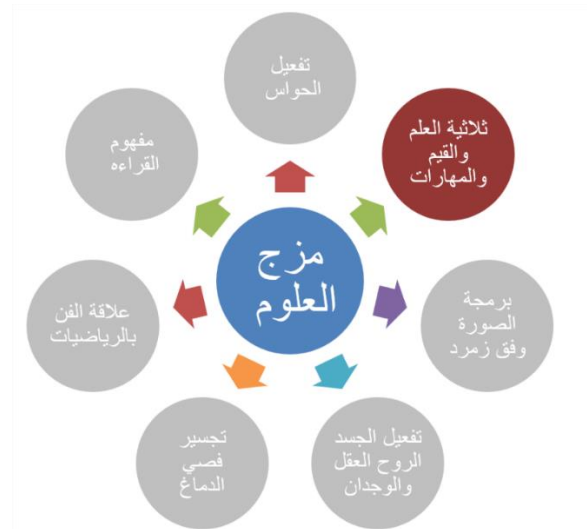 تفعيل
الحواس
ثلاثية العلم
والقيم
والمهارات
برمجة
الصورة
وفق زمرد
تفعيل الجسد
الروح العقل
والوجدان
تجسير
فصي
الدماغ
علاقة الفن
بالرياضيات
مفهوم
القراءه
مزج
العلوم